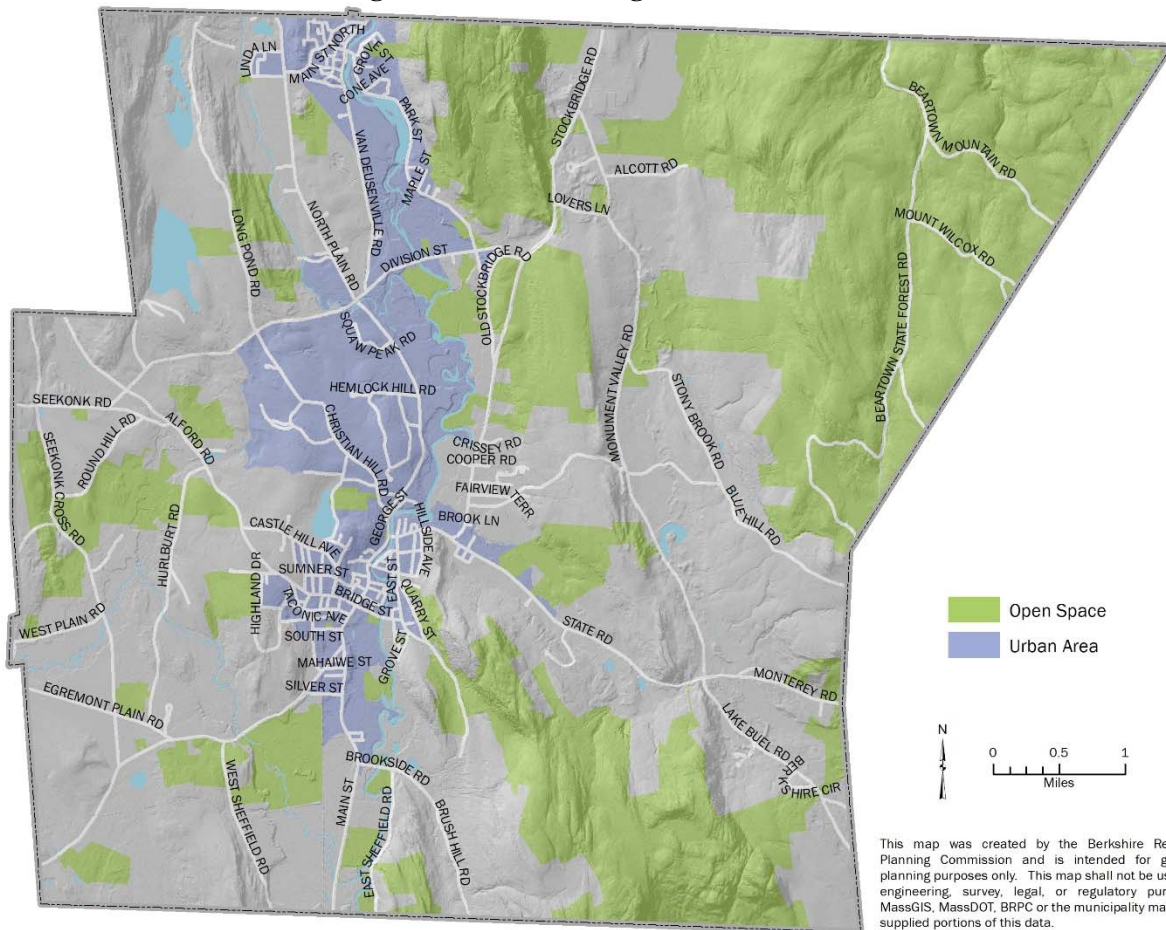 LINDA LN
MAIN ST NORTH
GROVE ST
CONE AVE
PARK ST
VAN DEUSENVILLE RD
MAPLE ST
STOCKBRIDGE RD
ALCOTT RD
LOVERS LN
BEARTOWN MOUNTAIN RD
MOUNT WILCOX RD
BEARTOWN STATE FOREST RD
LONG POND RD
NORTH PLAIN RD
DIVISION ST
OLD STOCKBRIDGE RD
SQUAW PEAK RD
HEMLOCK HILL RD
MONUMENT VALLEY RD
STONY BROOK RD
BLUE HILL RD
SEEKONK RD
ROUND HILL RD
ALFORD RD
SEEKONK CROSS RD
CHRISTIAN HILL RD
CRISSEY RD
COOPER RD
FAIRVIEW TERR
BROOK LN
GEORGE ST
HILLSIDE AVE
HURLBURT RD
CASTLE HILL AVE
SUMNER ST
EAST ST
HIGHLAND DR
TACONIC AVE
BRIDGE ST
QUARRY ST
WEST PLAIN RD
SOUTH ST
GROVE ST
STATE RD
MAHAIWE ST
SILVER ST
EGREMONT PLAIN RD
MONTEREY RD
LAKE BUEL RD
BERKSHIRE CIR
BROOKSIDE RD
WEST SHEFFIELD RD
MAIN ST
EAST SHEFFIELD RD
BRUSH HILL RD
Open Space
Urban Area
N
0 0.5 1
Miles
This map was created by the Berkshire Re
Planning Commission and is intended for g
planning purposes only. This map shall not be us
engineering, survey, legal, or regulatory pur
MassGIS, MassDOT, BRPC or the municipality ma
supplied portions of this data.